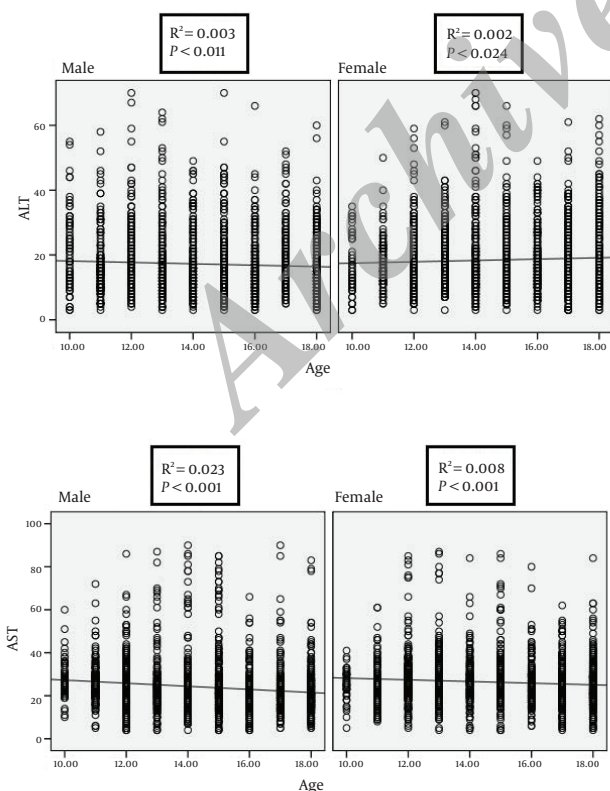 R² = 0.003
P < 0.011
R² = 0.002
P < 0.024
Male
Female
60
40
20
0
ALT
10.00 12.00 14.00 16.00 18.00
10.00 12.00 14.00 16.00 18.00
Age
Archive
R² = 0.023
P < 0.001
R² = 0.008
P < 0.001
Male
Female
100
80
60
40
20
0
AST
10.00 12.00 14.00 16.00 18.00
10.00 12.00 14.00 16.00 18.00
Age